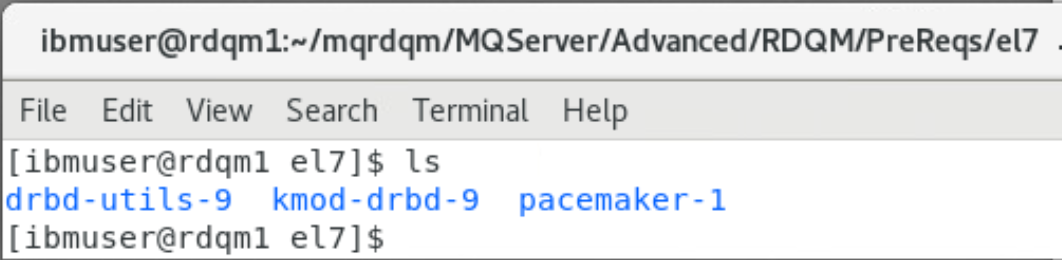 ibmuser@rdqm1:~/mqrdqm/MQServer/Advanced/RDQM/PreReqs/el7
File Edit View Search Terminal Help
[ibmuser@rdqm1 el7]$ ls
drbd-utils-9 kmod-drbd-9 pacemaker-1
[ibmuser@rdqm1 el7]$